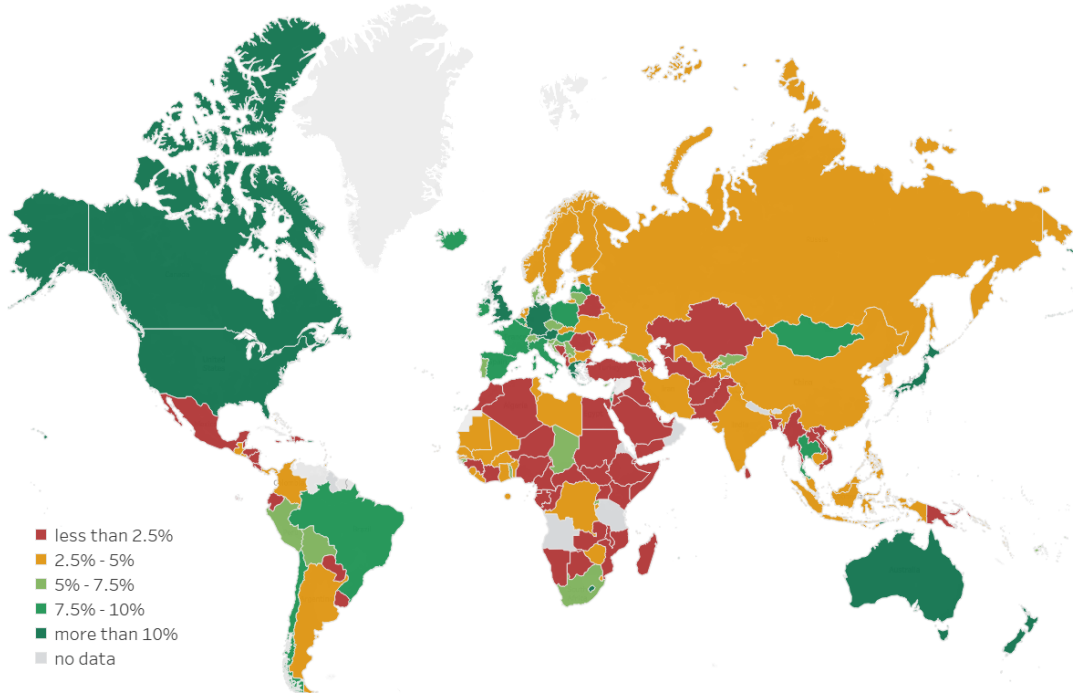 less than 2.5%
2.5% - 5%
5% - 7.5%
7.5% - 10%
more than 10%
no data